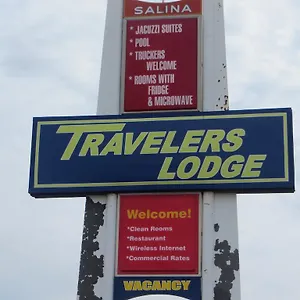 SALINA
* JACUZZI SUITES
* POOL
* TRUCKERS
WELCOME
* ROOMS WITH
FRIDGE
& MICROWAVE
TRAVELERS
LODGE
Welcome!
*Clean Rooms
*Restaurant
*Wireless Internet
*Commercial Rates
VACANCY